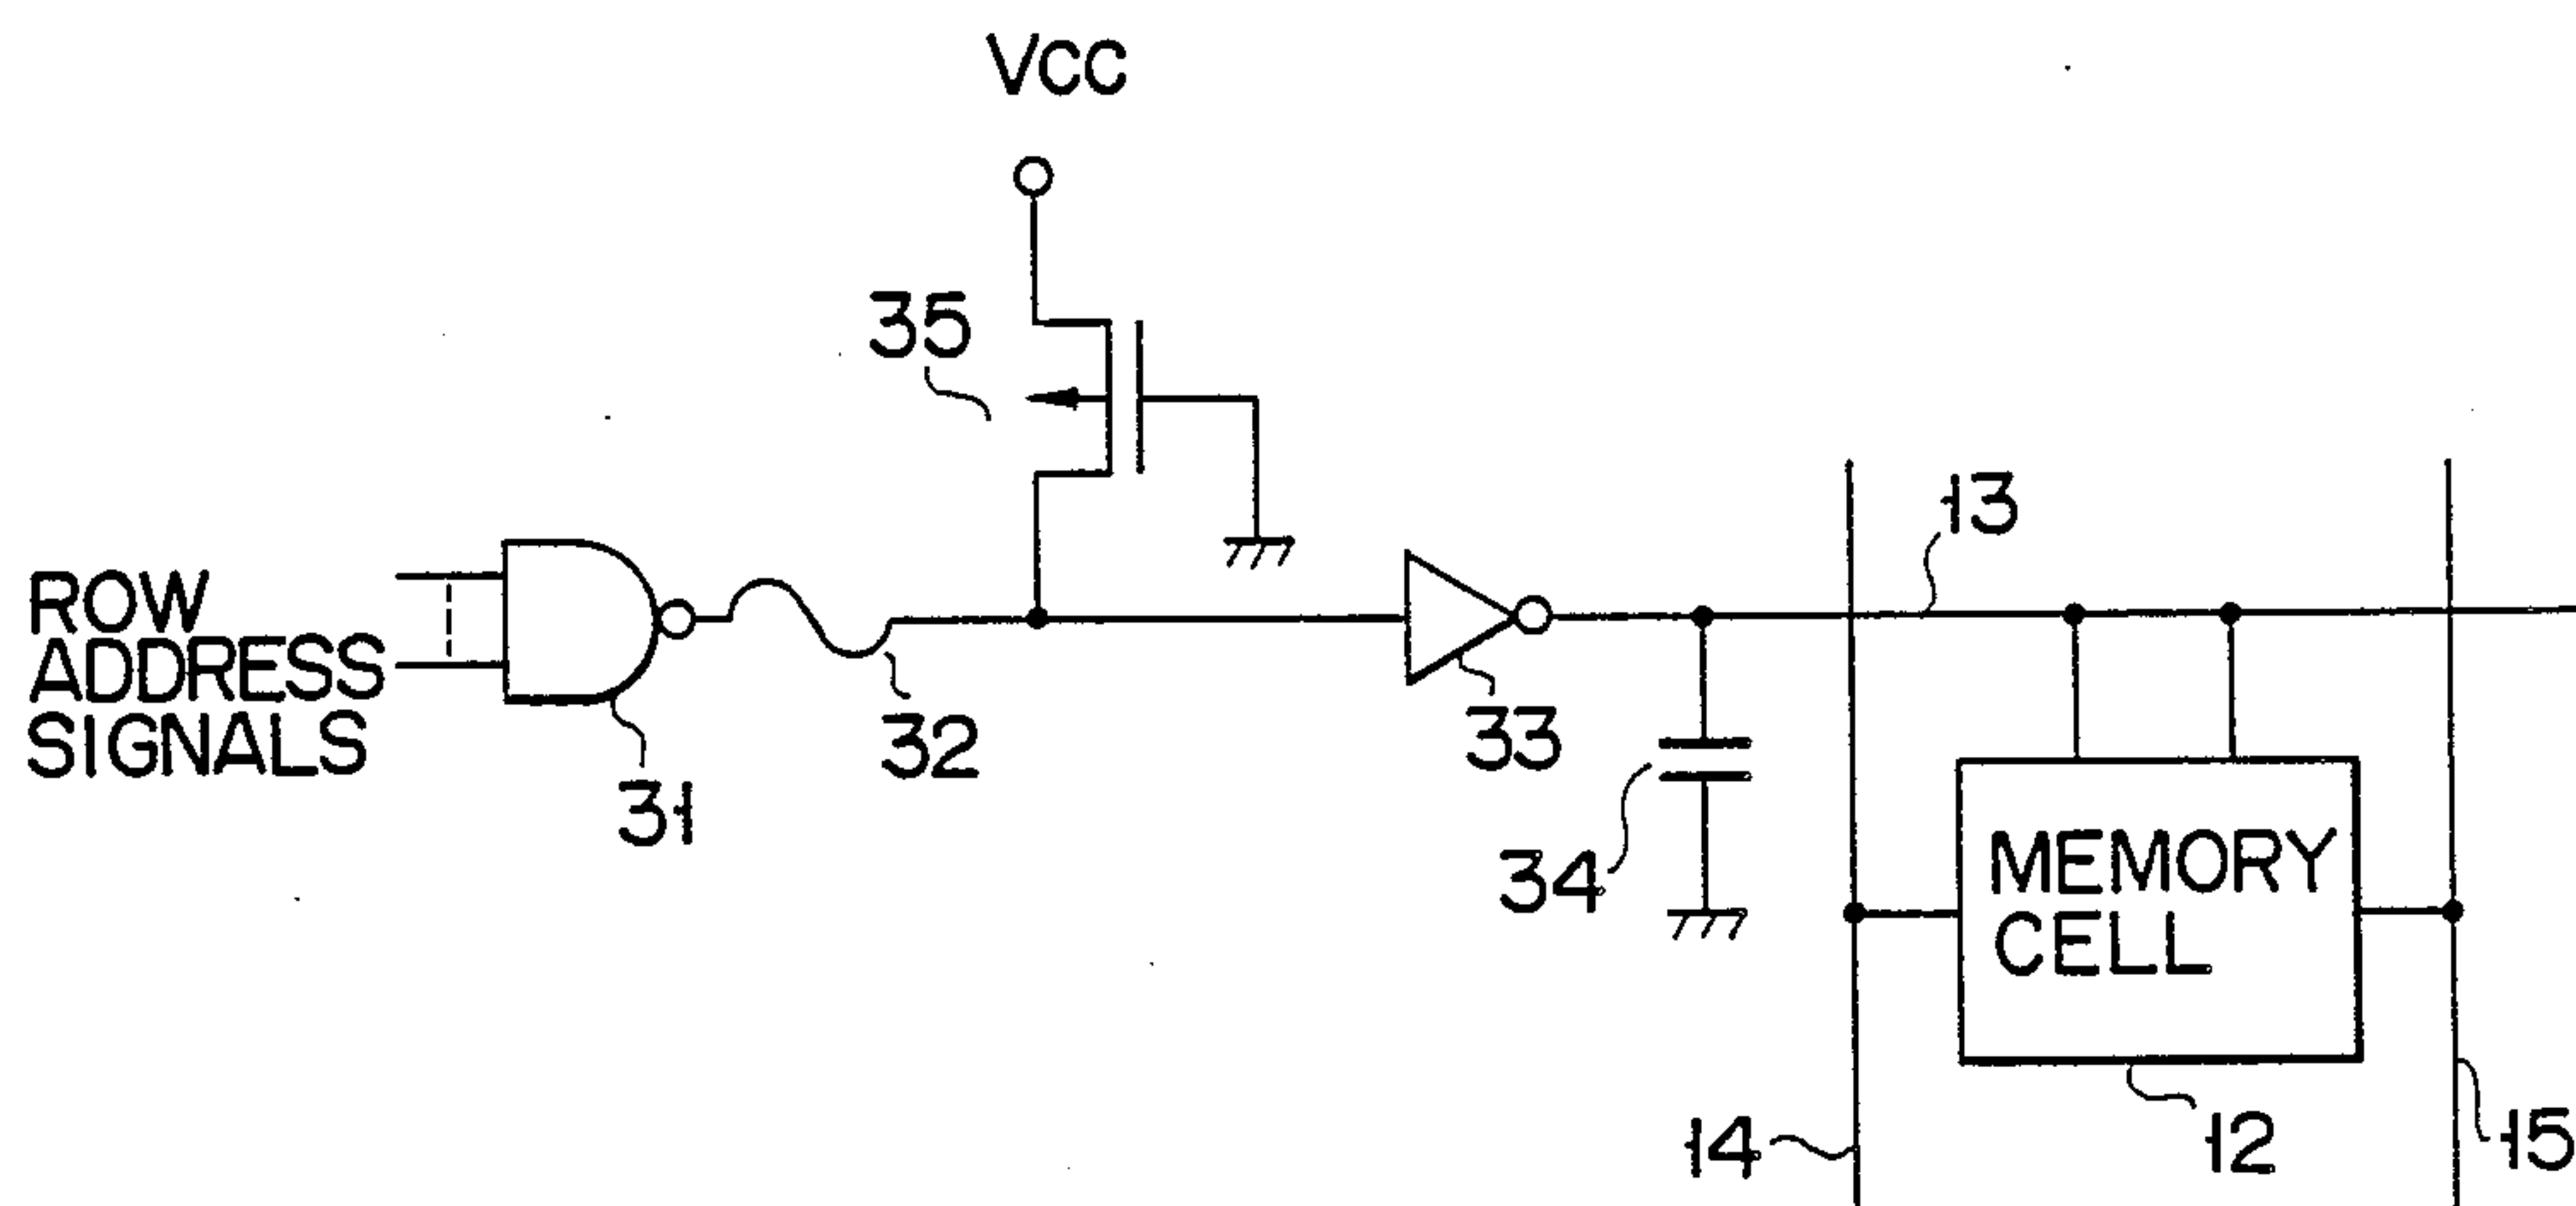 VCC
35
13
ROW
ADDRESS
SIGNALS
31
32
33
34
MEMORY
CELL
14
12
15